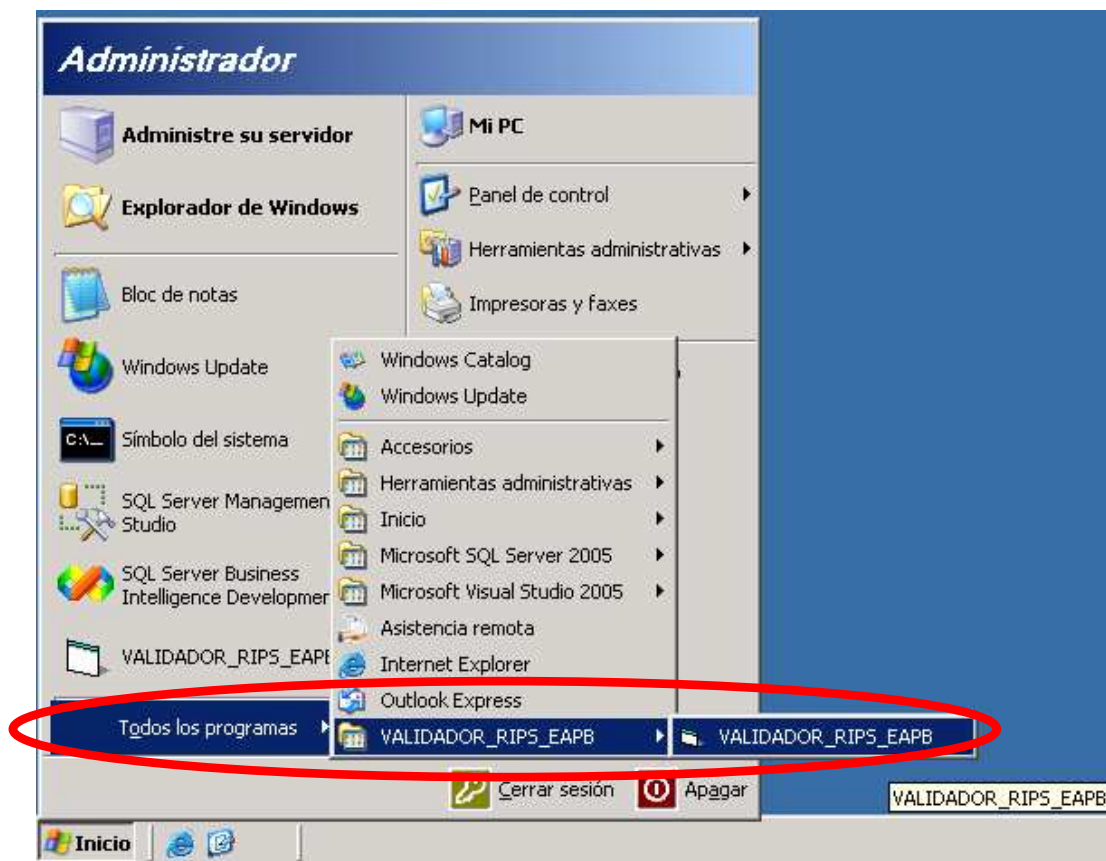 Administrador
Administre su servidor
Explorador de Windows
Bloc de notas
Windows Update
C:\_
Símbolo del sistema
SQL Server Managemen
Studio
SQL Server Business
Intelligence Developmer
VALIDADOR_RIPS_EAPB
Todos los programas
Mi PC
Panel de control
Herramientas administrativas
Impresoras y faxes
Windows Catalog
Windows Update
Accesorios
Herramientas administrativas
Inicio
Microsoft SQL Server 2005
Microsoft Visual Studio 2005
Asistencia remota
Internet Explorer
Outlook Express
VALIDADOR_RIPS_EAPB
VALIDADOR_RIPS_EAPB
Cerrar sesión
Apagar
VALIDADOR_RIPS_EAPB
Inicio